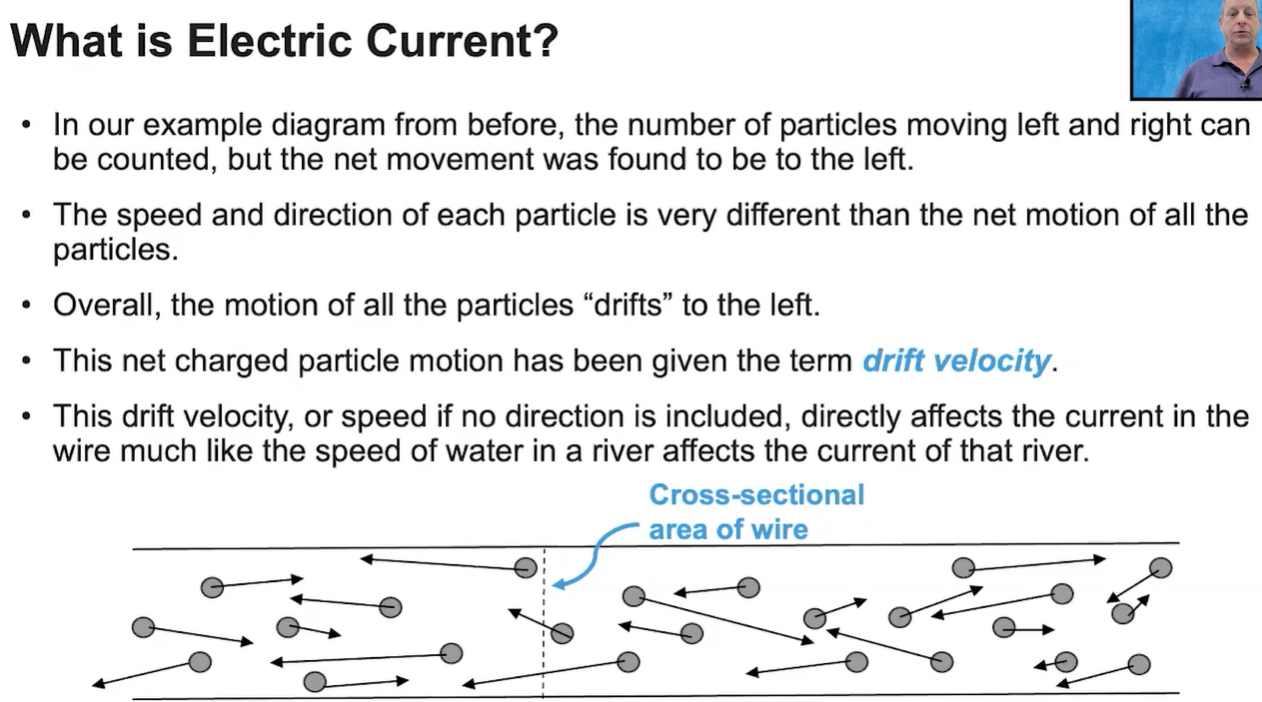 What is Electric Current?
• In our example diagram from before, the number of particles moving left and right can
be counted, but the net movement was found to be to the left.
• The speed and direction of each particle is very different than the net motion of all the
particles.
• Overall, the motion of all the particles “drifts” to the left.
• This net charged particle motion has been given the term drift velocity.
• This drift velocity, or speed if no direction is included, directly affects the current in the
wire much like the speed of water in a river affects the current of that river.
Cross-sectional
area of wire